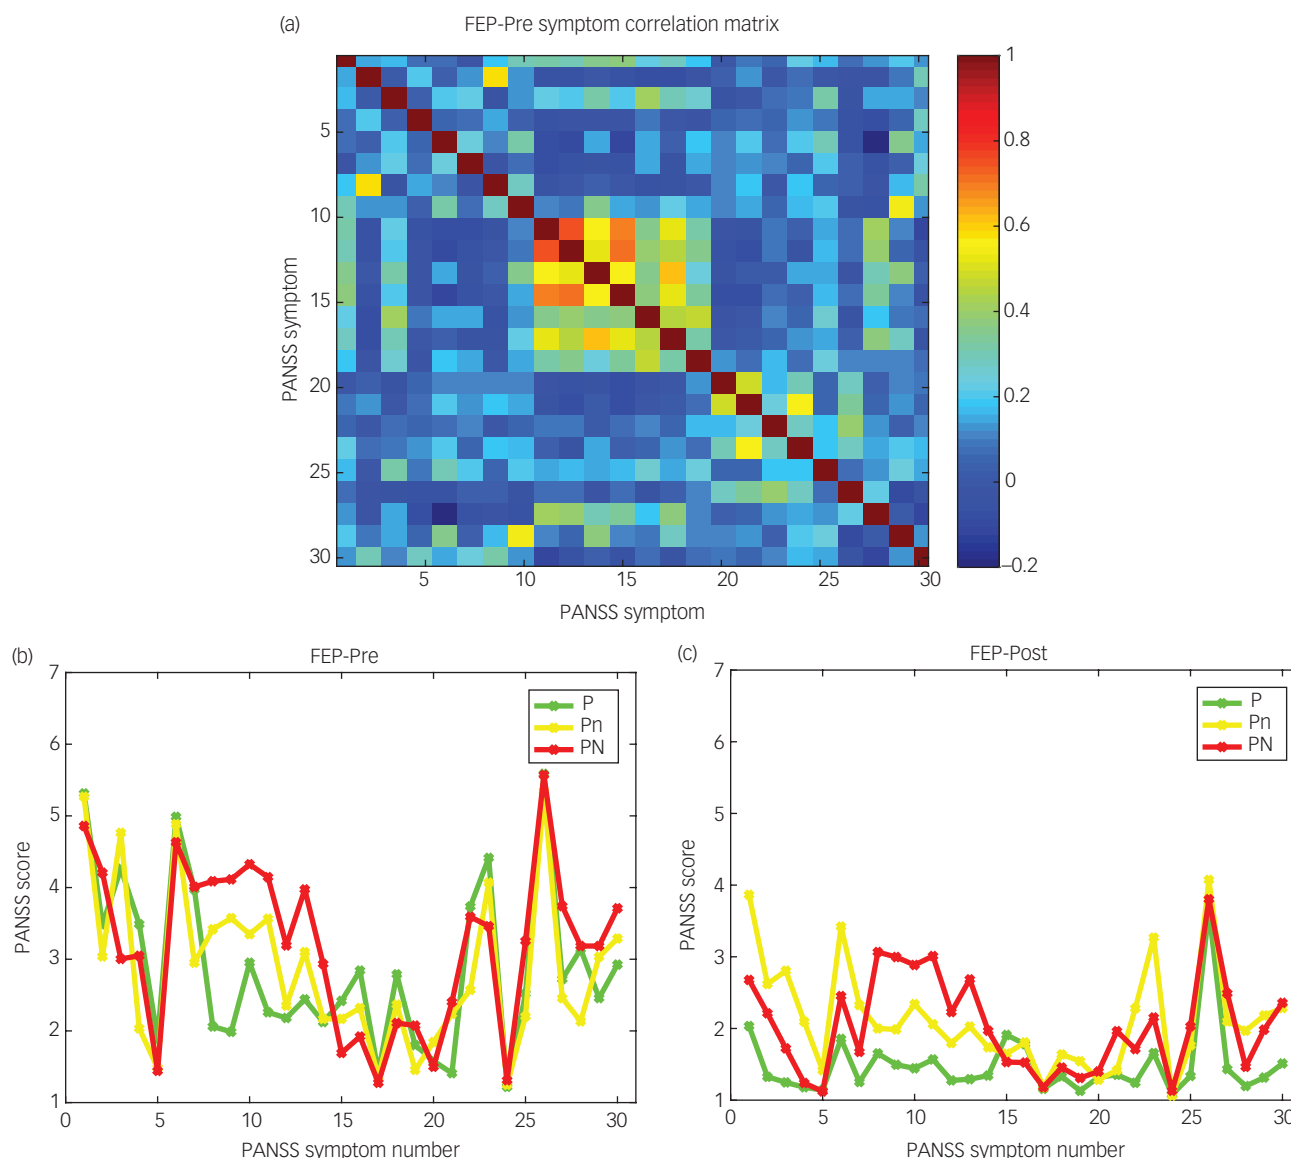 (a)
FEP-Pre symptom correlation matrix
PANSS symptom
5
10
15
20
25
30
5
10
15
20
25
30
PANSS symptom
1
0.8
0.6
0.4
0.2
0
–0.2
(b)
FEP-Pre
PANSS score
7
6
5
4
3
2
1
0
5
10
15
20
25
30
PANSS symptom number
P
Pn
PN
(c)
FEP-Post
PANSS score
7
6
5
4
3
2
1
0
5
10
15
20
25
30
PANSS symptom number
P
Pn
PN